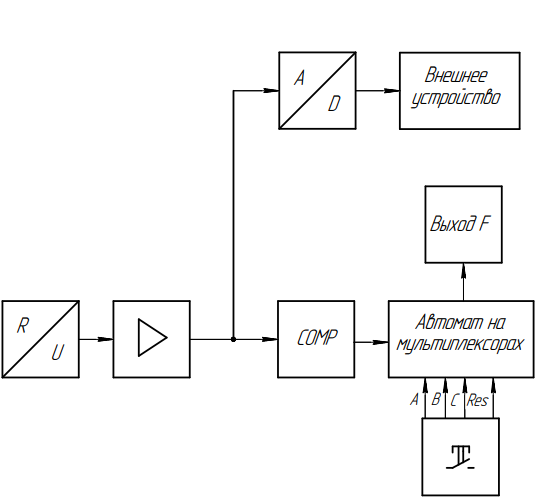 A
D
Внешнее
устройство
Выход F
R
U
COMP
Автомат на
мультиплексорах
A
B
C
Res